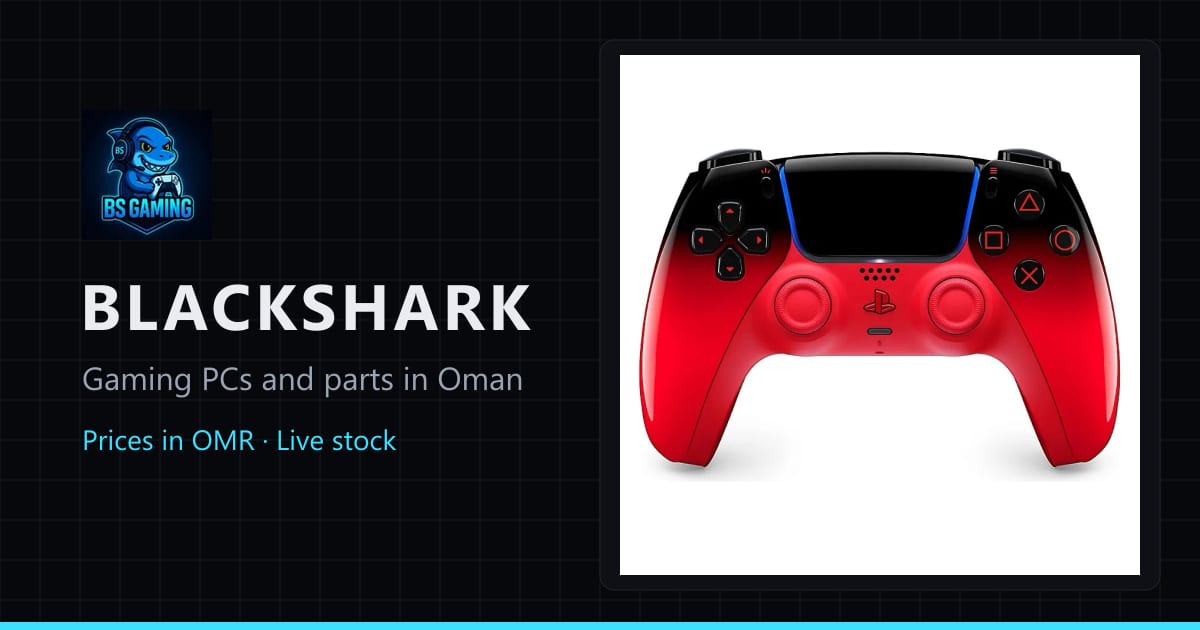 BS
BS GAMING
BLACKSHARK
Gaming PCs and parts in Oman
Prices in OMR · Live stock